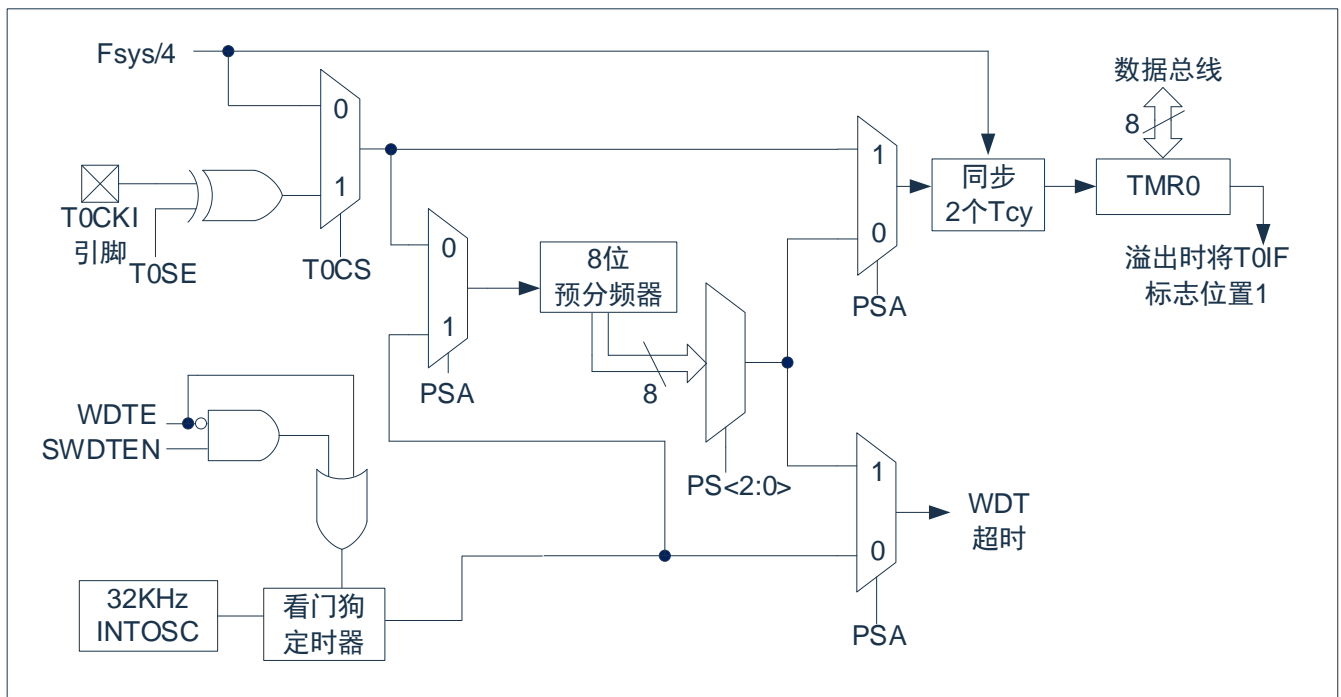 Fsys/4
数据总线
8
0
1
1
0
T0CKI
引脚
T0SE
T0CS
同步
2个Tcy
TMR0
溢出时将T0IF
标志位置1
0
1
PSA
8位
预分频器
8
PSA
PS<2:0>
WDTE
SWDTEN
1
0
WDT
超时
PSA
32KHz
INTOSC
看门狗
定时器